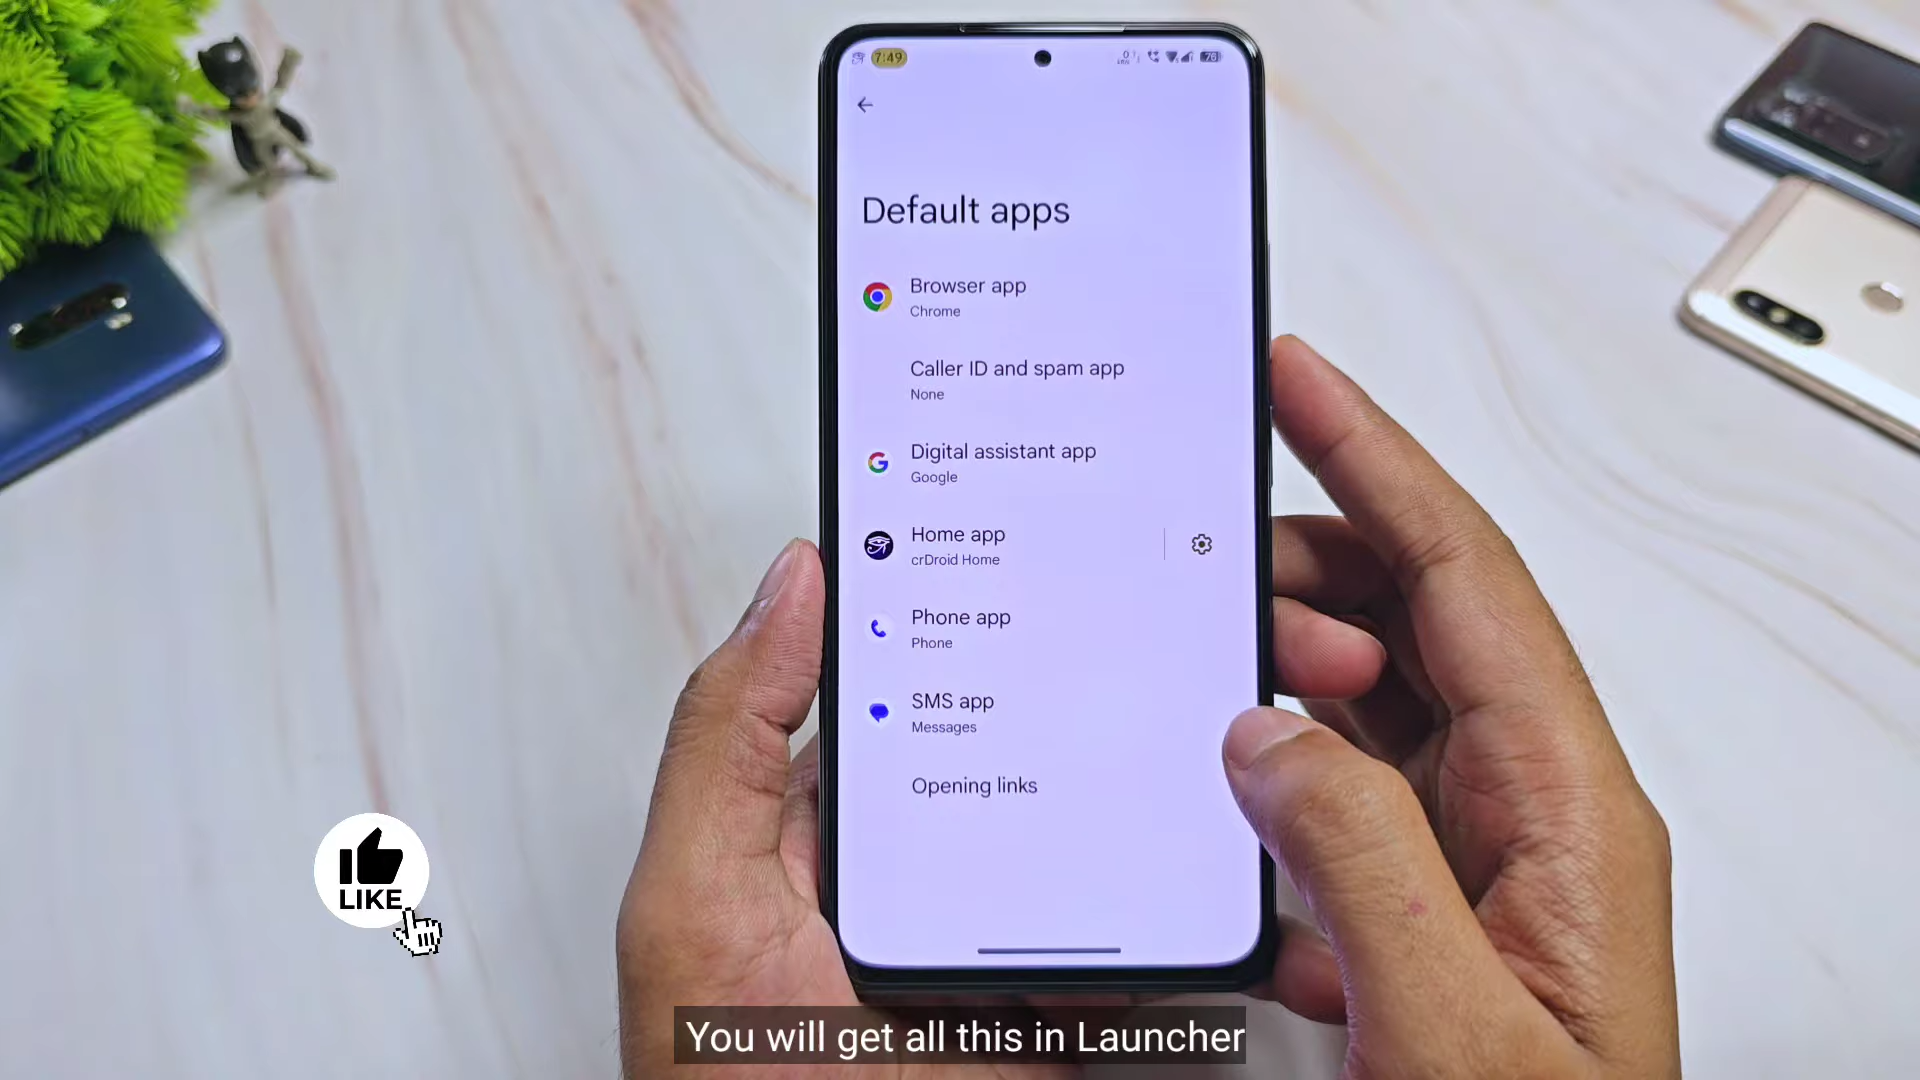 7:49
78
Default apps
Browser app
Chrome
Caller ID and spam app
None
Digital assistant app
Google
Home app
crDroid Home
Phone app
Phone
SMS app
Messages
Opening links
LIKE
You will get all this in Launcher